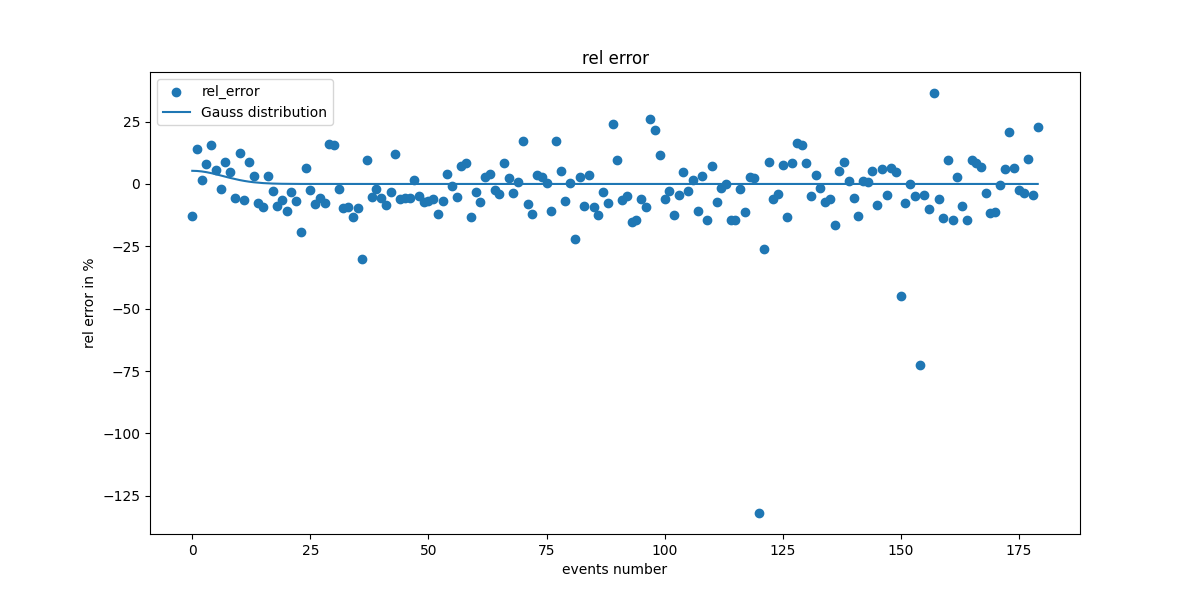 rel error
rel_error
Gauss distribution
rel error in %
25
0
−25
−50
−75
−100
−125
0 25 50 75 100 125 150 175
events number